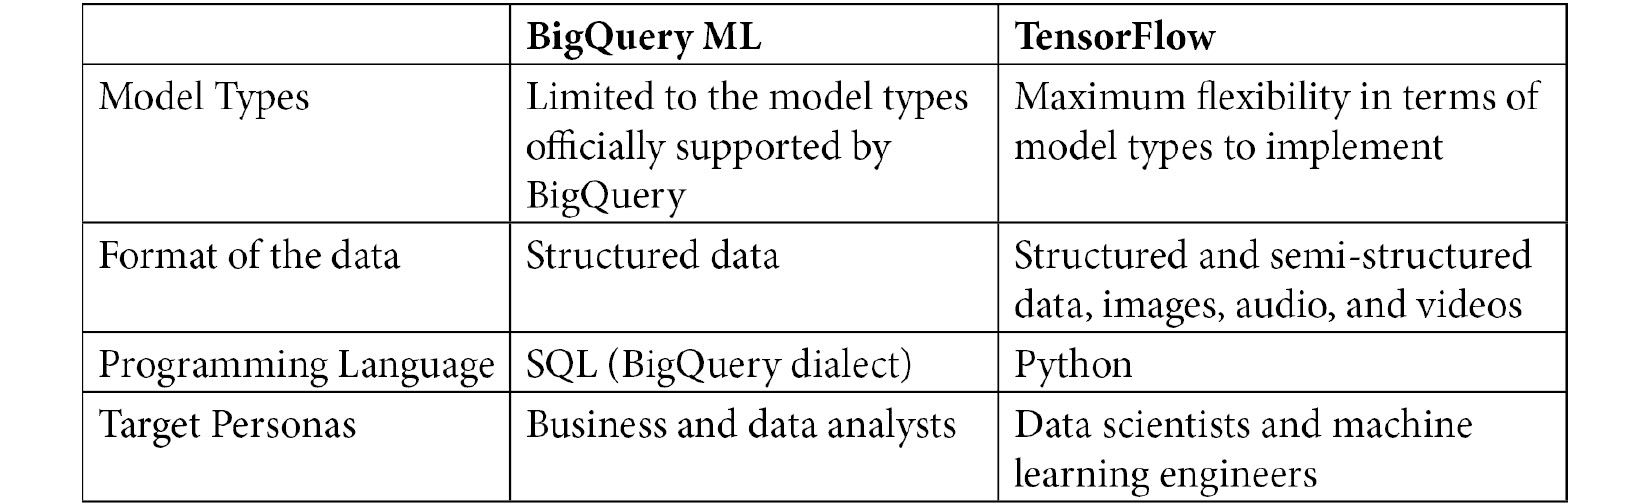 BigQuery ML TensorFlow
Model Types
Limited to the model types
officially supported by
BigQuery
Maximum flexibility in terms of
model types to implement
Format of the data
Structured data
Structured and semi-structured
data, images, audio, and videos
Programming Language
SQL (BigQuery dialect)
Python
Target Personas
Business and data analysts
Data scientists and machine
learning engineers